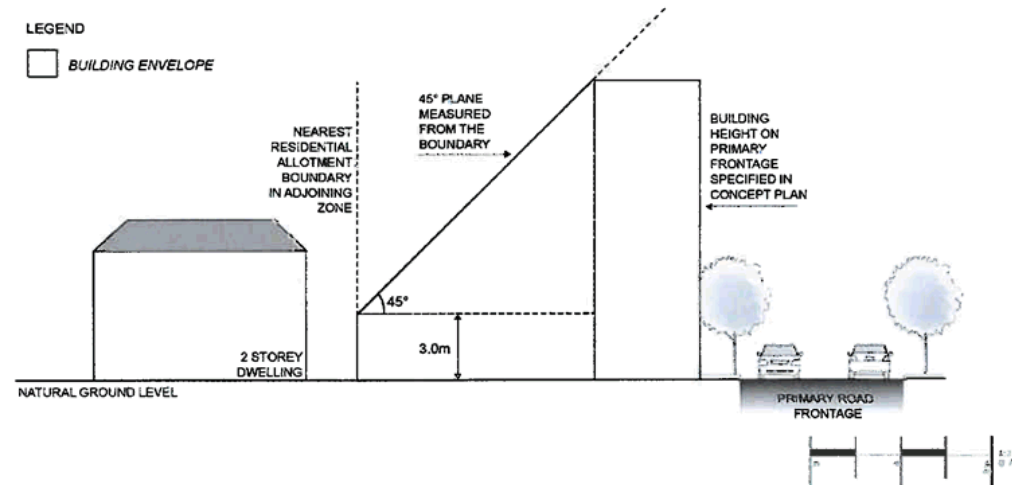 LEGEND
BUILDING ENVELOPE
NEAREST
RESIDENTIAL
ALLOTMENT
BOUNDARY
IN ADJOINING
ZONE
45° PLANE
MEASURED
FROM THE
BOUNDARY
BUILDING
HEIGHT ON
PRIMARY
FRONTAGE
SPECIFIED IN
CONCEPT PLAN
45°
3.0m
2 STOREY
DWELLING
NATURAL GROUND LEVEL
PRIMARY ROAD
FRONTAGE